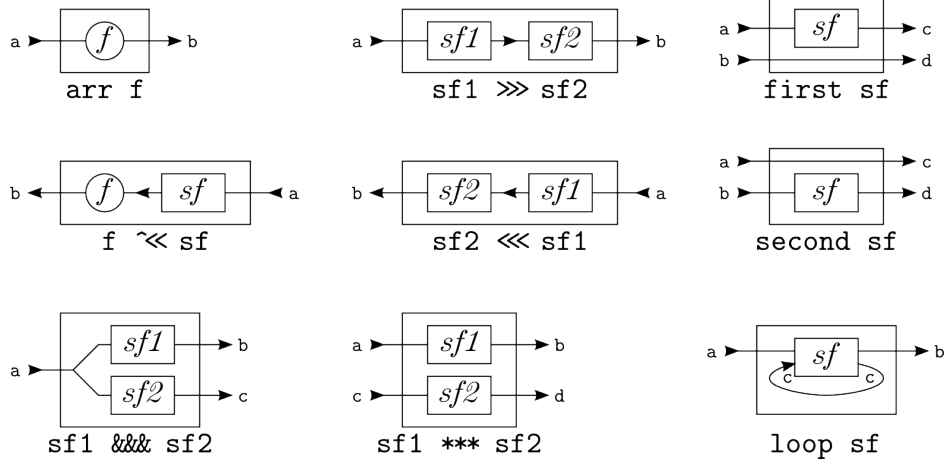 a f b
arr f
a sf1 sf2 b
sf1 >>> sf2
a sf c
b d
first sf
b f sf a
f ^<< sf
b sf2 sf1 a
sf2 <<< sf1
a c
b sf d
second sf
a sf1 b
sf2 c
sf1 &&& sf2
a sf1 b
c sf2 d
sf1 *** sf2
a sf b
c c
loop sf